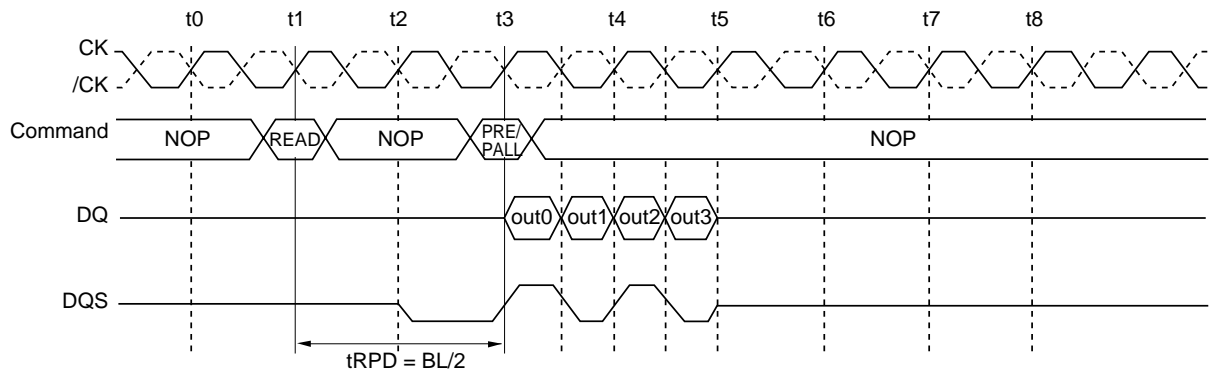 t0 t1 t2 t3 t4 t5 t6 t7 t8
CK
/CK
Command NOP READ NOP PRE/ PALL NOP
DQ out0 out1 out2 out3
DQS
tRPD = BL/2